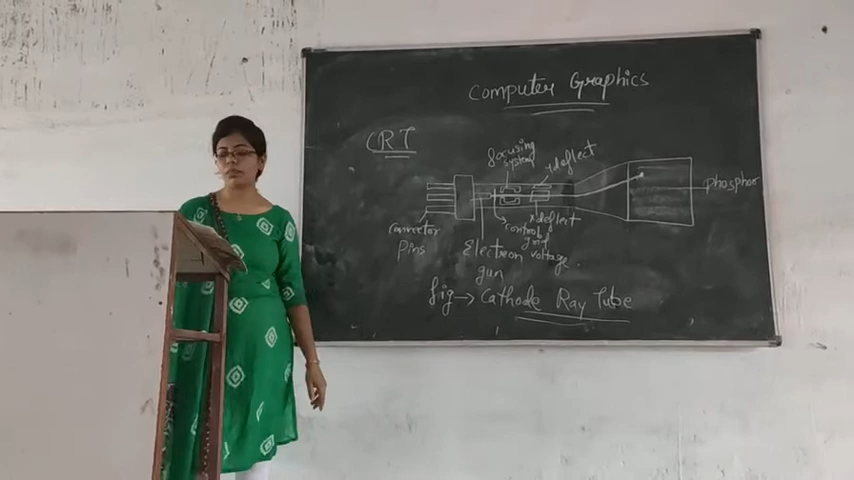 Computer Graphics
CRT
focusing
system
deflect
phosphor
connector
pins
control
grid
deflect
voltage
Electron
gun
fig → Cathode Ray Tube